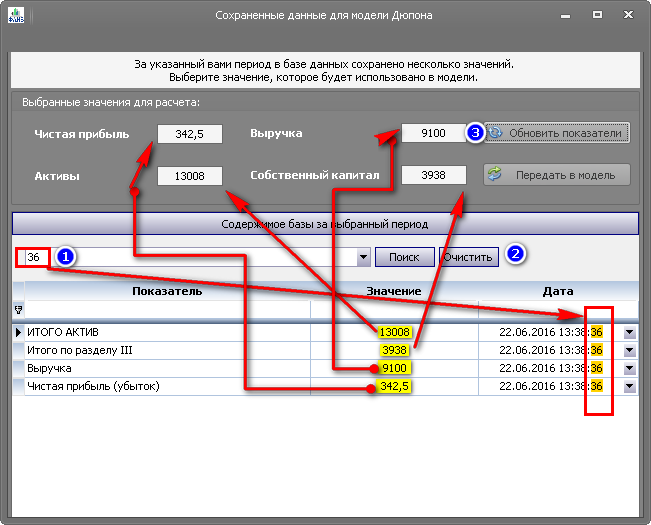 ФинЭ
Сохраненные данные для модели Дюпона
За указанный вами период в базе данных сохранено несколько значений.
Выберите значение, которое будет использовано в модели.
Выбранные значения для расчета:
Чистая прибыль 342,5 Выручка 9100 3 Обновить показатели
Активы 13008 Собственный капитал 3938 Передать в модель
Содержимое базы за выбранный период
36 1 Поиск Очистить 2
Показатель Значение Дата
ИТОГО АКТИВ 13008 22.06.2016 13:38:36
Итого по разделу III 3938 22.06.2016 13:38:36
Выручка 9100 22.06.2016 13:38:36
Чистая прибыль (убыток) 342,5 22.06.2016 13:38:36